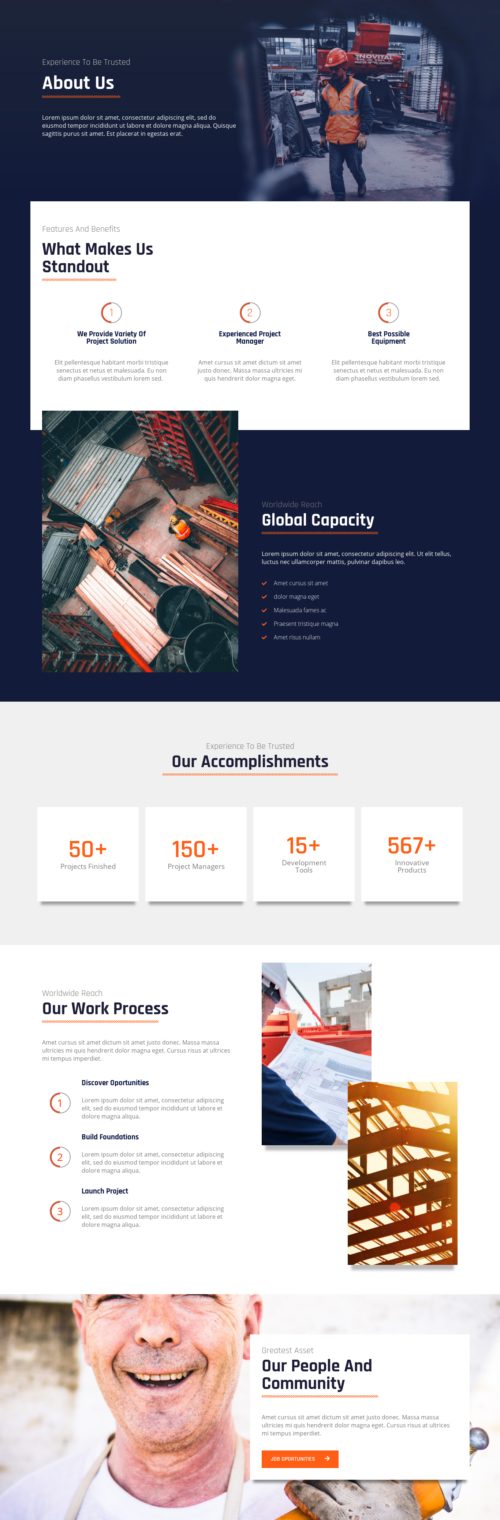 Experience To Be Trusted
About Us
Lorem ipsum dolor sit amet, consectetur adipiscing elit, sed do
eiusmod tempor incididunt ut labore et dolore magna aliqua. Quisque
sagittis purus sit amet. Est placerat in egestas erat.
INOVITAL
Features And Benefits
What Makes Us
Standout
1
We Provide Variety Of
Project Solution
Elit pellentesque habitant morbi tristique
senectus et netus et malesuada. Eu non
diam phasellus vestibulum lorem sed.
2
Experienced Project
Manager
Amet cursus sit amet dictum sit amet
justo donec. Massa massa ultricies mi
quis hendrerit dolor magna eget.
3
Best Possible
Equipment
Elit pellentesque habitant morbi tristique
senectus et netus et malesuada. Eu non
diam phasellus vestibulum lorem sed.
Worldwide Reach
Global Capacity
Lorem ipsum dolor sit amet, consectetur adipiscing elit. Ut elit tellus,
luctus nec ullamcorper mattis, pulvinar dapibus leo.
Amet cursus sit amet
dolor magna eget
Malesuada fames ac
Praesent tristique magna
Amet risus nullam
Experience To Be Trusted
Our Accomplishments
50+
Projects Finished
150+
Project Managers
15+
Development
Tools
567+
Innovative
Products
Worldwide Reach
Our Work Process
Amet cursus sit amet dictum sit amet justo donec. Massa massa
ultricies mi quis hendrerit dolor magna eget. Cursus risus at ultrices
mi tempus imperdiet.
1
Discover Oportunities
Lorem ipsum dolor sit amet, consectetur adipiscing
elit, sed do eiusmod tempor incididunt ut labore et
dolore magna aliqua.
2
Build Foundations
Lorem ipsum dolor sit amet, consectetur adipiscing
elit, sed do eiusmod tempor incididunt ut labore et
dolore magna aliqua.
3
Launch Project
Lorem ipsum dolor sit amet, consectetur adipiscing
elit, sed do eiusmod tempor incididunt ut labore et
dolore magna aliqua.
Greatest Asset
Our People And
Community
Amet cursus sit amet dictum sit amet justo donec. Massa massa
ultricies mi quis hendrerit dolor magna eget. Cursus risus at ultrices
mi tempus imperdiet.
JOB OPORTUNITIES